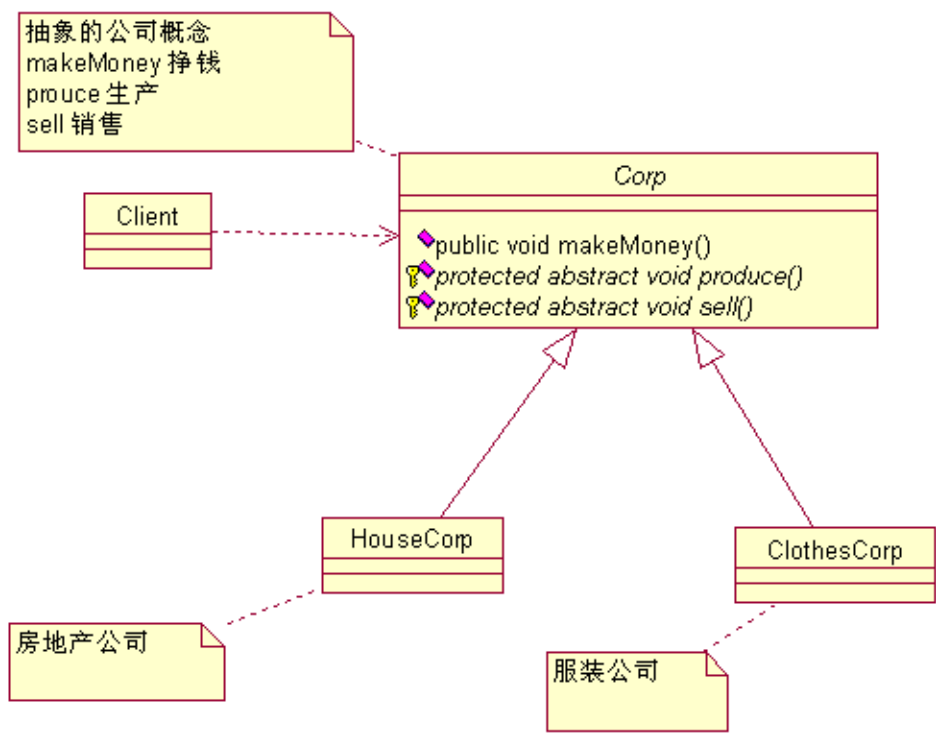 抽象的公司概念
makeMoney 挣钱
prouce 生产
sell 销售
Corp
Client
public void makeMoney()
protected abstract void produce()
protected abstract void sell()
HouseCorp
ClothesCorp
房地产公司
服装公司